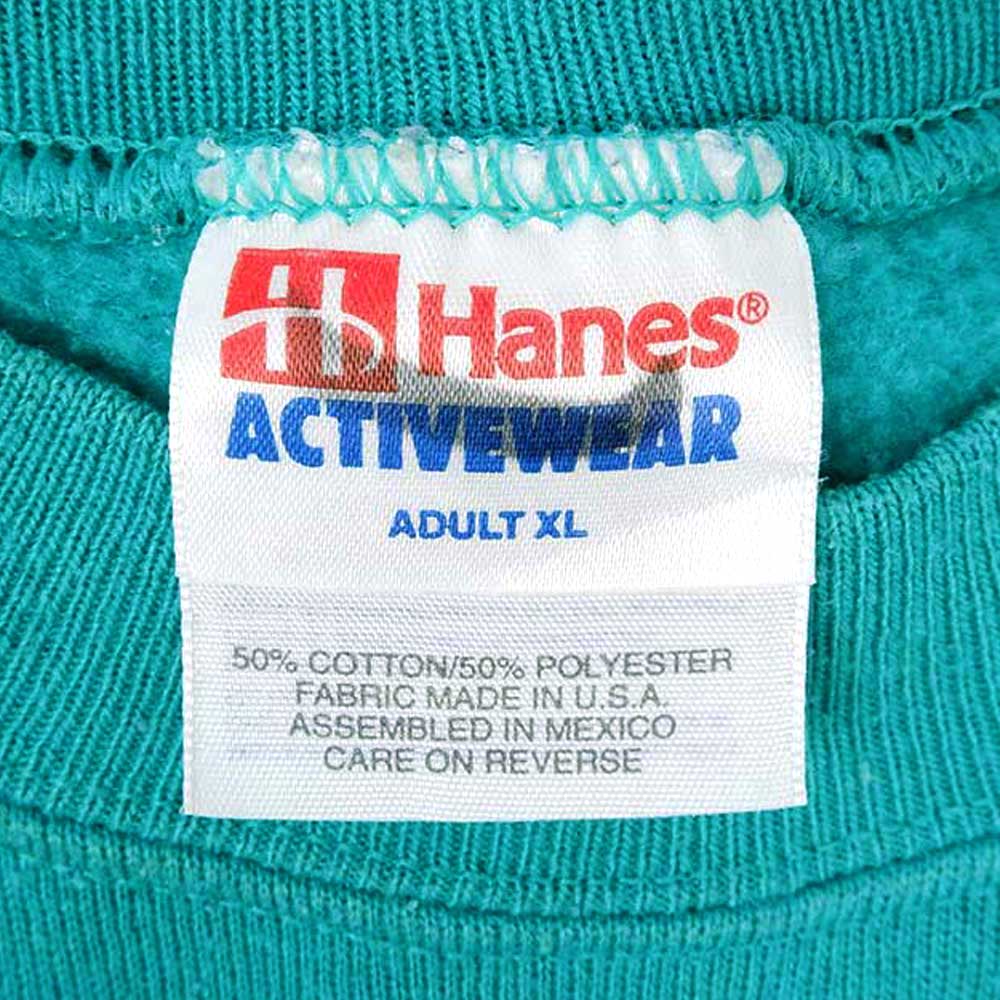 H Hanes®
ACTIVEWEAR
ADULT XL
50% COTTON/50% POLYESTER
FABRIC MADE IN U.S.A.
ASSEMBLED IN MEXICO
CARE ON REVERSE